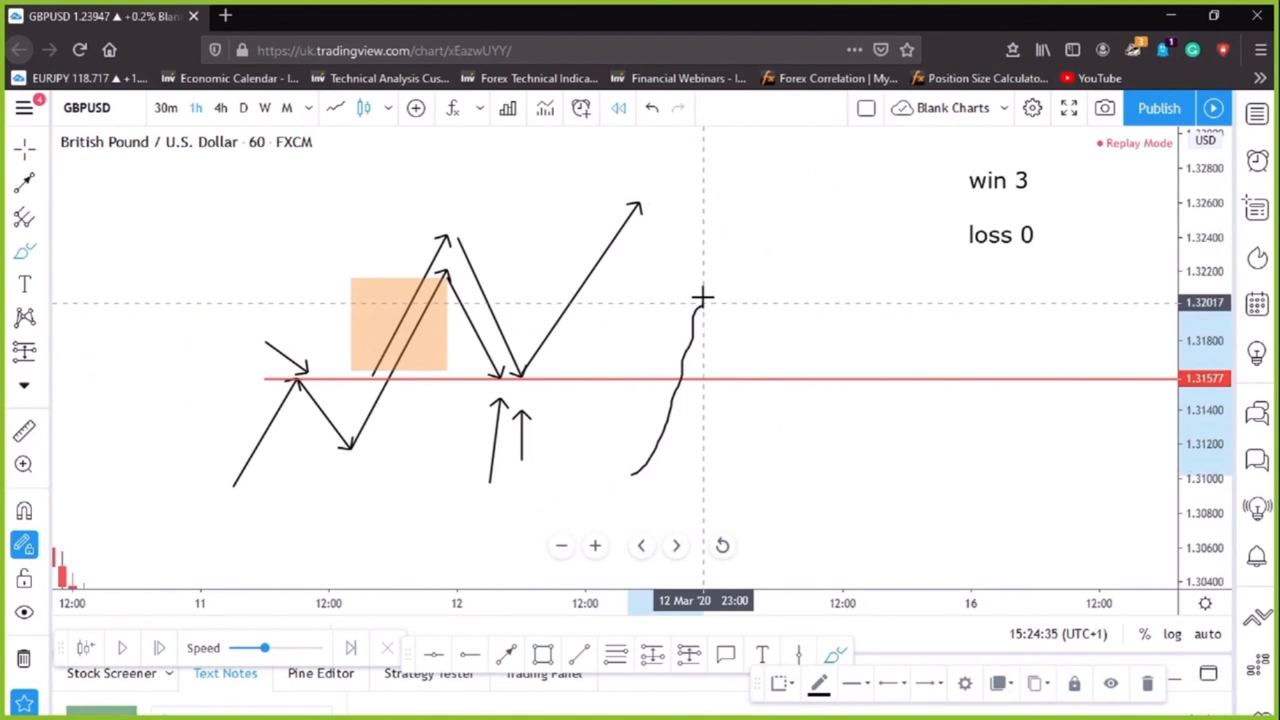 GBPUSD 1.23947 ▲ +0.2% Blan
https://uk.tradingview.com/chart/xEazwUYY/
EURJPY 118.717 ▲ +1.... Economic Calendar - I... Technical Analysis Cus... Forex Technical Indica... Financial Webinars - I... Forex Correlation | My... Position Size Calculato... YouTube
4 GBPUSD 30m 1h 4h D W M Blank Charts Publish
British Pound / U.S. Dollar · 60 · FXCM
Replay Mode
USD
win 3
loss 0
1.32800
1.32600
1.32400
1.32200
1.32017
1.31800
1.31577
1.31400
1.31200
1.31000
1.30800
1.30600
1.30400
12:00 11 12:00 12 12:00 12 Mar '20 23:00 12:00 16 12:00
15:24:35 (UTC+1) % log auto
Speed
Stock Screener Text Notes Pine Editor Strategy Tester Trading Panel